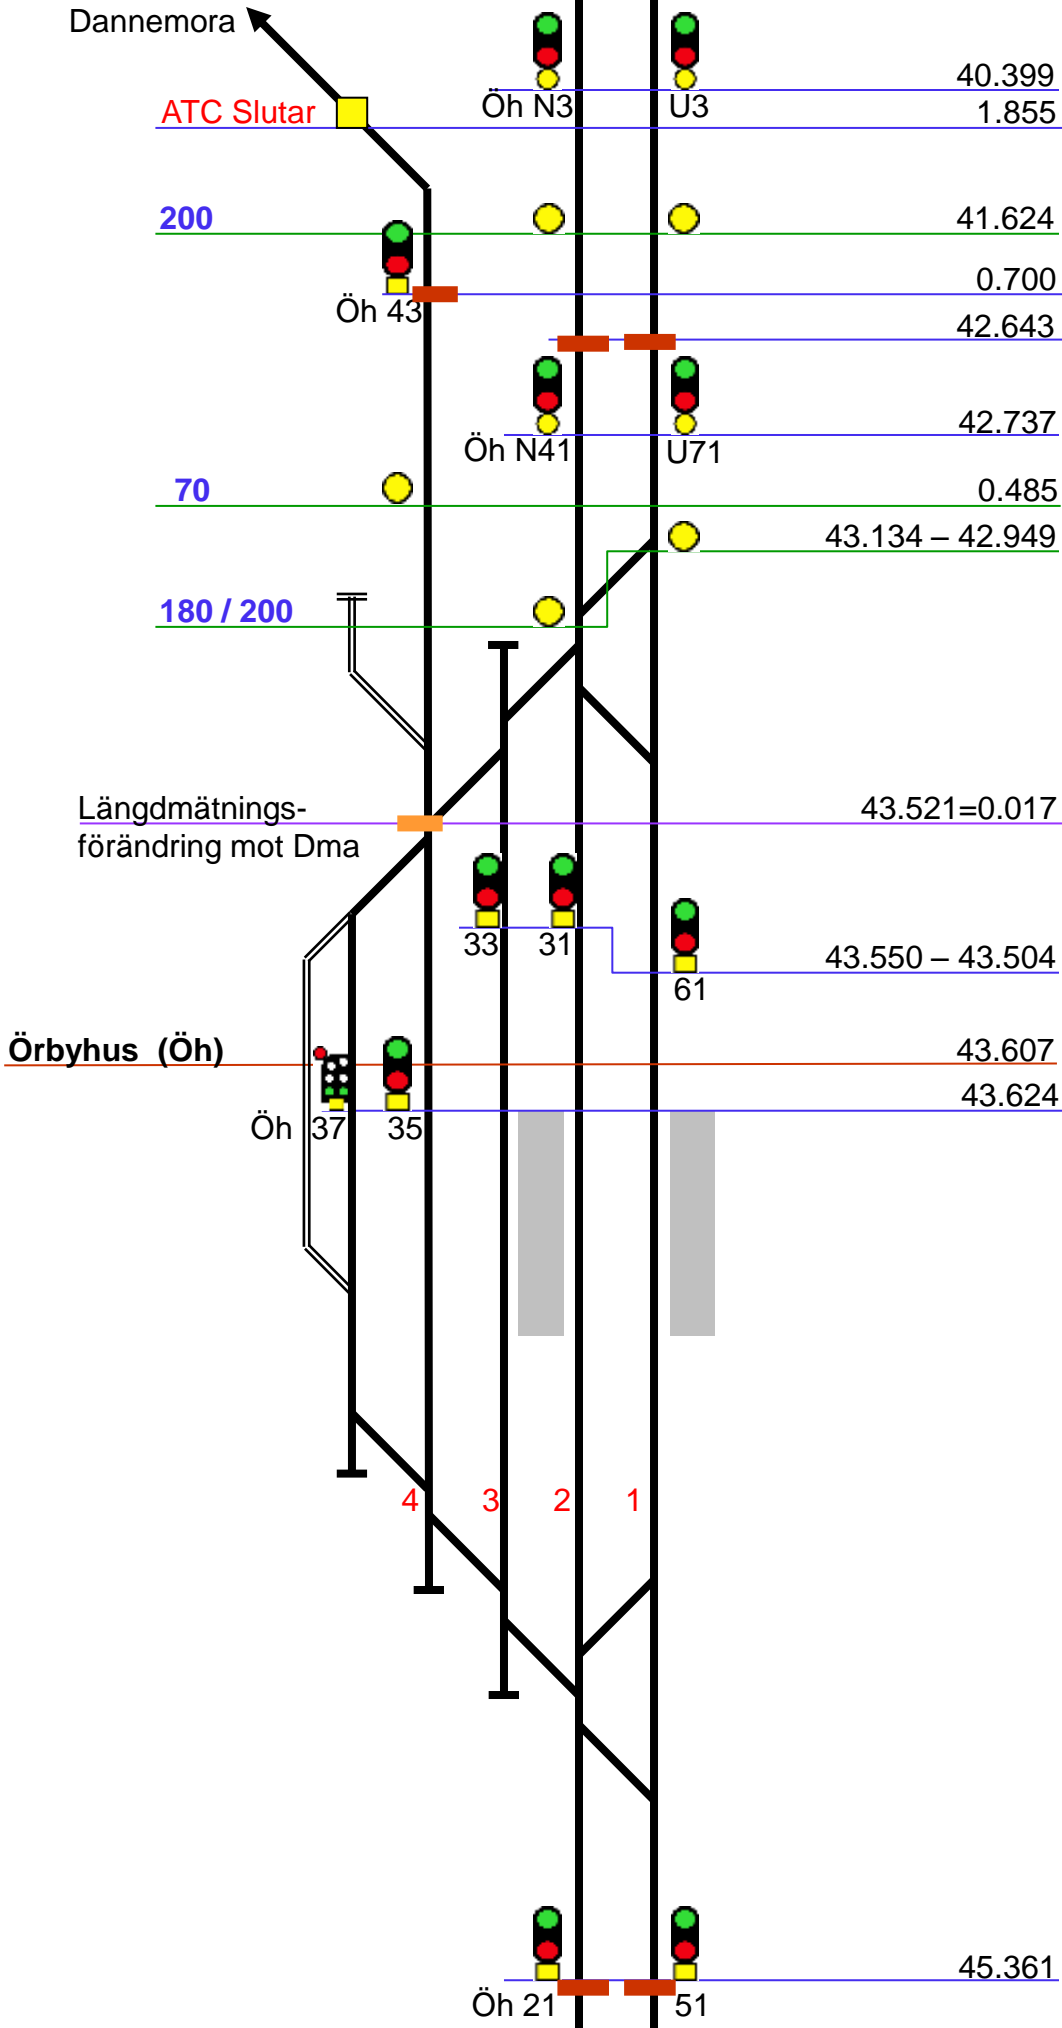 Dannemora
Öh N3 U3 40.399
ATC Slutar 1.855
200 41.624
Öh 43 0.700
42.643
Öh N41 U71 42.737
70 0.485
43.134 – 42.949
180 / 200
Längdmätnings- 43.521=0.017
förändring mot Dma
33 31 43.550 – 43.504
61
Örbyhus (Öh) 43.607
43.624
Öh 37 35
4 3 2 1
45.361
Öh 21 51